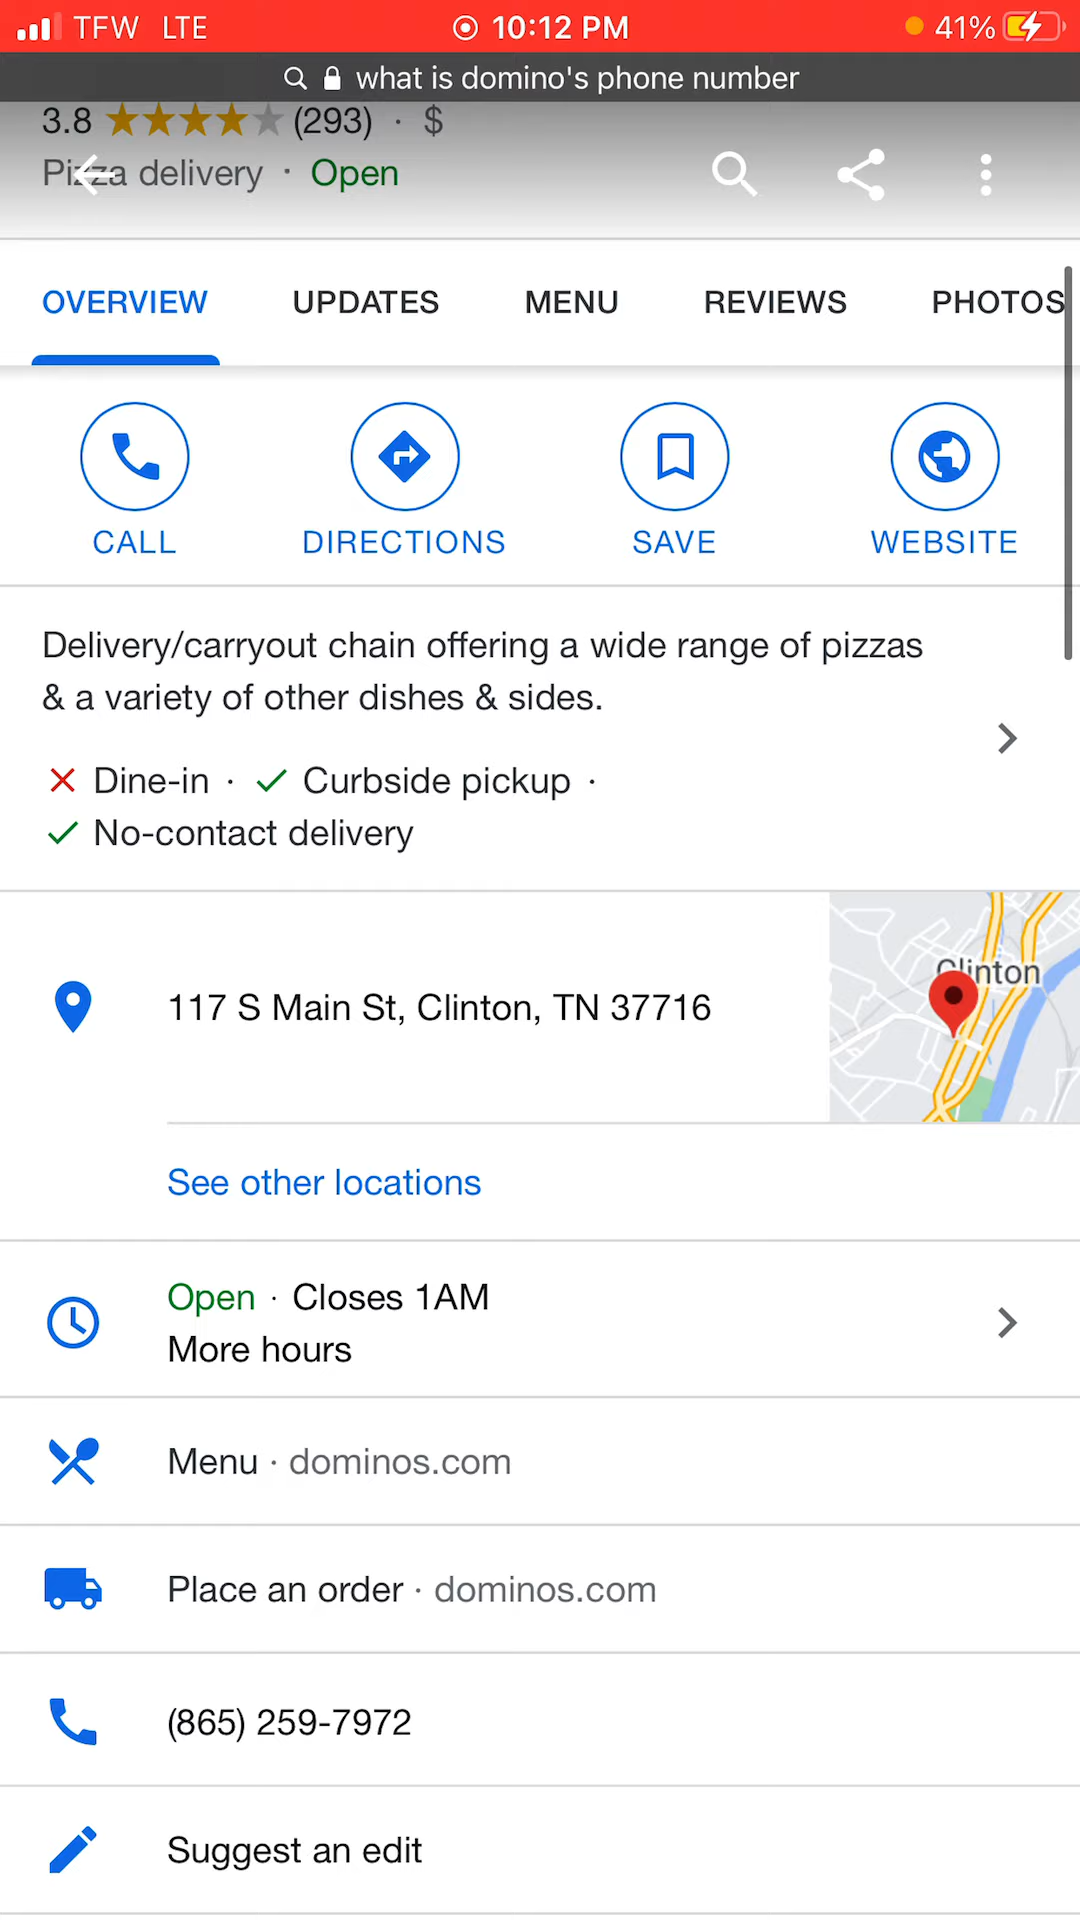 TFW LTE 10:12 PM 41%
what is domino's phone number
3.8 (293) · $
Pizza delivery · Open
OVERVIEW UPDATES MENU REVIEWS PHOTOS
CALL DIRECTIONS SAVE WEBSITE
Delivery/carryout chain offering a wide range of pizzas
& a variety of other dishes & sides.
Dine-in · Curbside pickup ·
No-contact delivery
Clinton
117 S Main St, Clinton, TN 37716
See other locations
Open · Closes 1AM
More hours
Menu · dominos.com
Place an order · dominos.com
(865) 259-7972
Suggest an edit